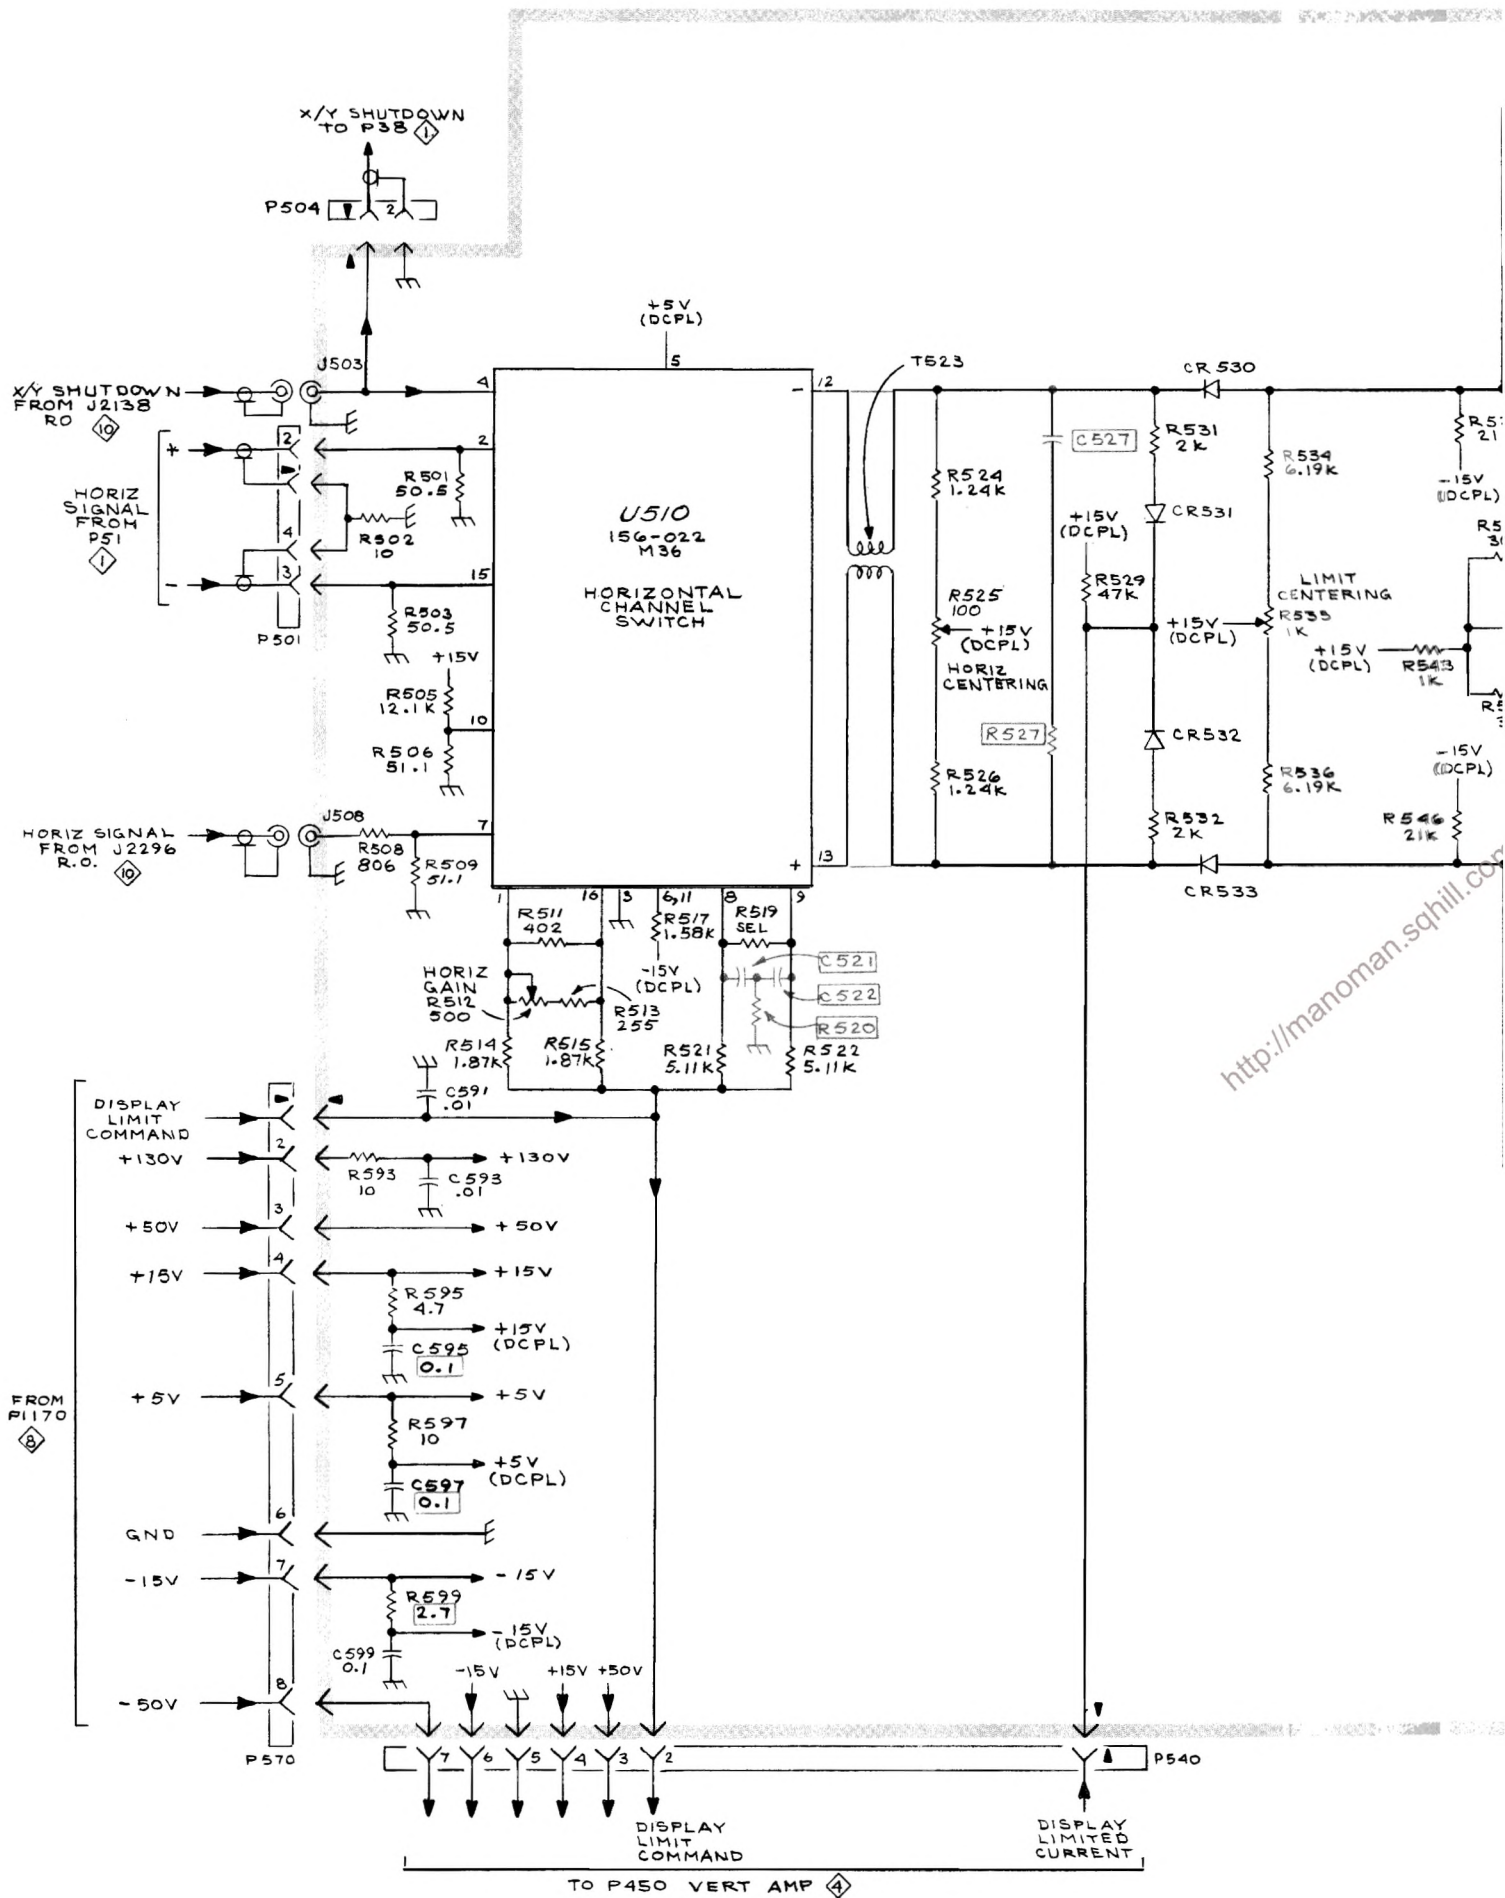 X/Y SHUTDOWN
TO P38 1
P504
2
J503
X/Y SHUTDOWN
FROM J2138
RO 10
+5V
(DCPL)
5
4
12
-
T523
CR530
+
2
2
HORIZ
SIGNAL
FROM
P51
1
R501
50.5
4
R502
10
-
3
15
P501
R503
50.5
+15V
R505
12.1K
10
R506
51.1
U510
156-022
M36
HORIZONTAL
CHANNEL
SWITCH
R524
1.24K
C527
R531
2K
+15V
(DCPL)
CR531
R529
47K
R525
100
+15V
(DCPL)
HORIZ
CENTERING
R527
R526
1.24K
CR532
R532
2K
R534
6.19K
LIMIT
CENTERING
R535
1K
+15V
(DCPL)
+15V
(DCPL)
R543
1K
-15V
(DCPL)
-15V
(DCPL)
R536
6.19K
R546
21K
CR533
HORIZ SIGNAL
FROM J2296
R.O. 10
J508
R508
806
R509
51.1
7
+
13
1
16
3
6,11
8
9
R511
402
R517
1.58K
R519
SEL
HORIZ
GAIN
R512
500
-15V
(DCPL)
R513
255
C521
C522
R520
R514
1.87K
R515
1.87K
R521
5.11K
R522
5.11K
DISPLAY
LIMIT
COMMAND
C591
.01
+130V
2
R593
10
C593
.01
+130V
+50V
3
+50V
+15V
4
+15V
R595
4.7
+15V
(DCPL)
C595
0.1
FROM
P1170
8
+5V
5
+5V
R597
10
+5V
(DCPL)
C597
0.1
GND
6
-15V
7
-15V
R599
2.7
-15V
(DCPL)
C599
0.1
-50V
8
P570
-15V
+15V
+50V
7
6
5
4
3
2
P540
DISPLAY
LIMIT
COMMAND
DISPLAY
LIMITED
CURRENT
TO P450 VERT AMP 4
http://manoman.sqhill.com